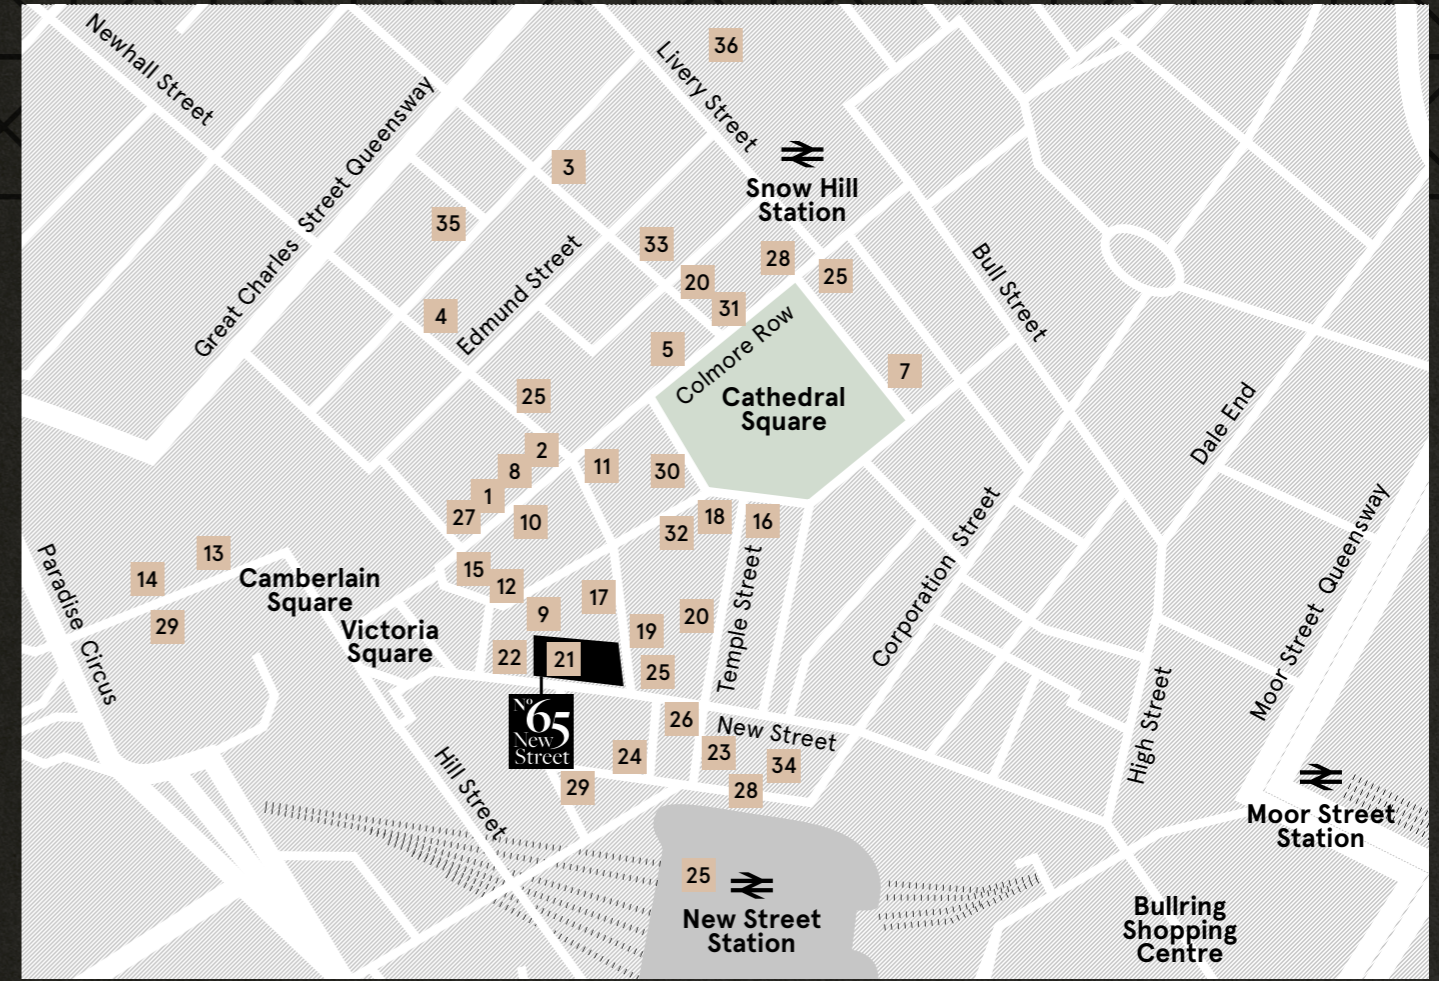 36
Newhall Street
Livery Street
Great Charles Street Queensway
3
Snow Hill
Station
35
33
28
25
20
31
Bull Street
Edmund Street
4
5
Colmore Row
7
Cathedral
Square
25
Dale End
2
8
11
30
1
27
10
18
16
32
Corporation Street
Moor Street Queensway
13
14
29
Camberlain
Square
Paradise Circus
15
12
17
9
Victoria
Square
19
20
Temple Street
22
21
25
No
65
New
Street
26
New Street
High Street
24
23
34
29
28
Hill Street
Moor Street
Station
25
New Street
Station
Bullring
Shopping
Centre